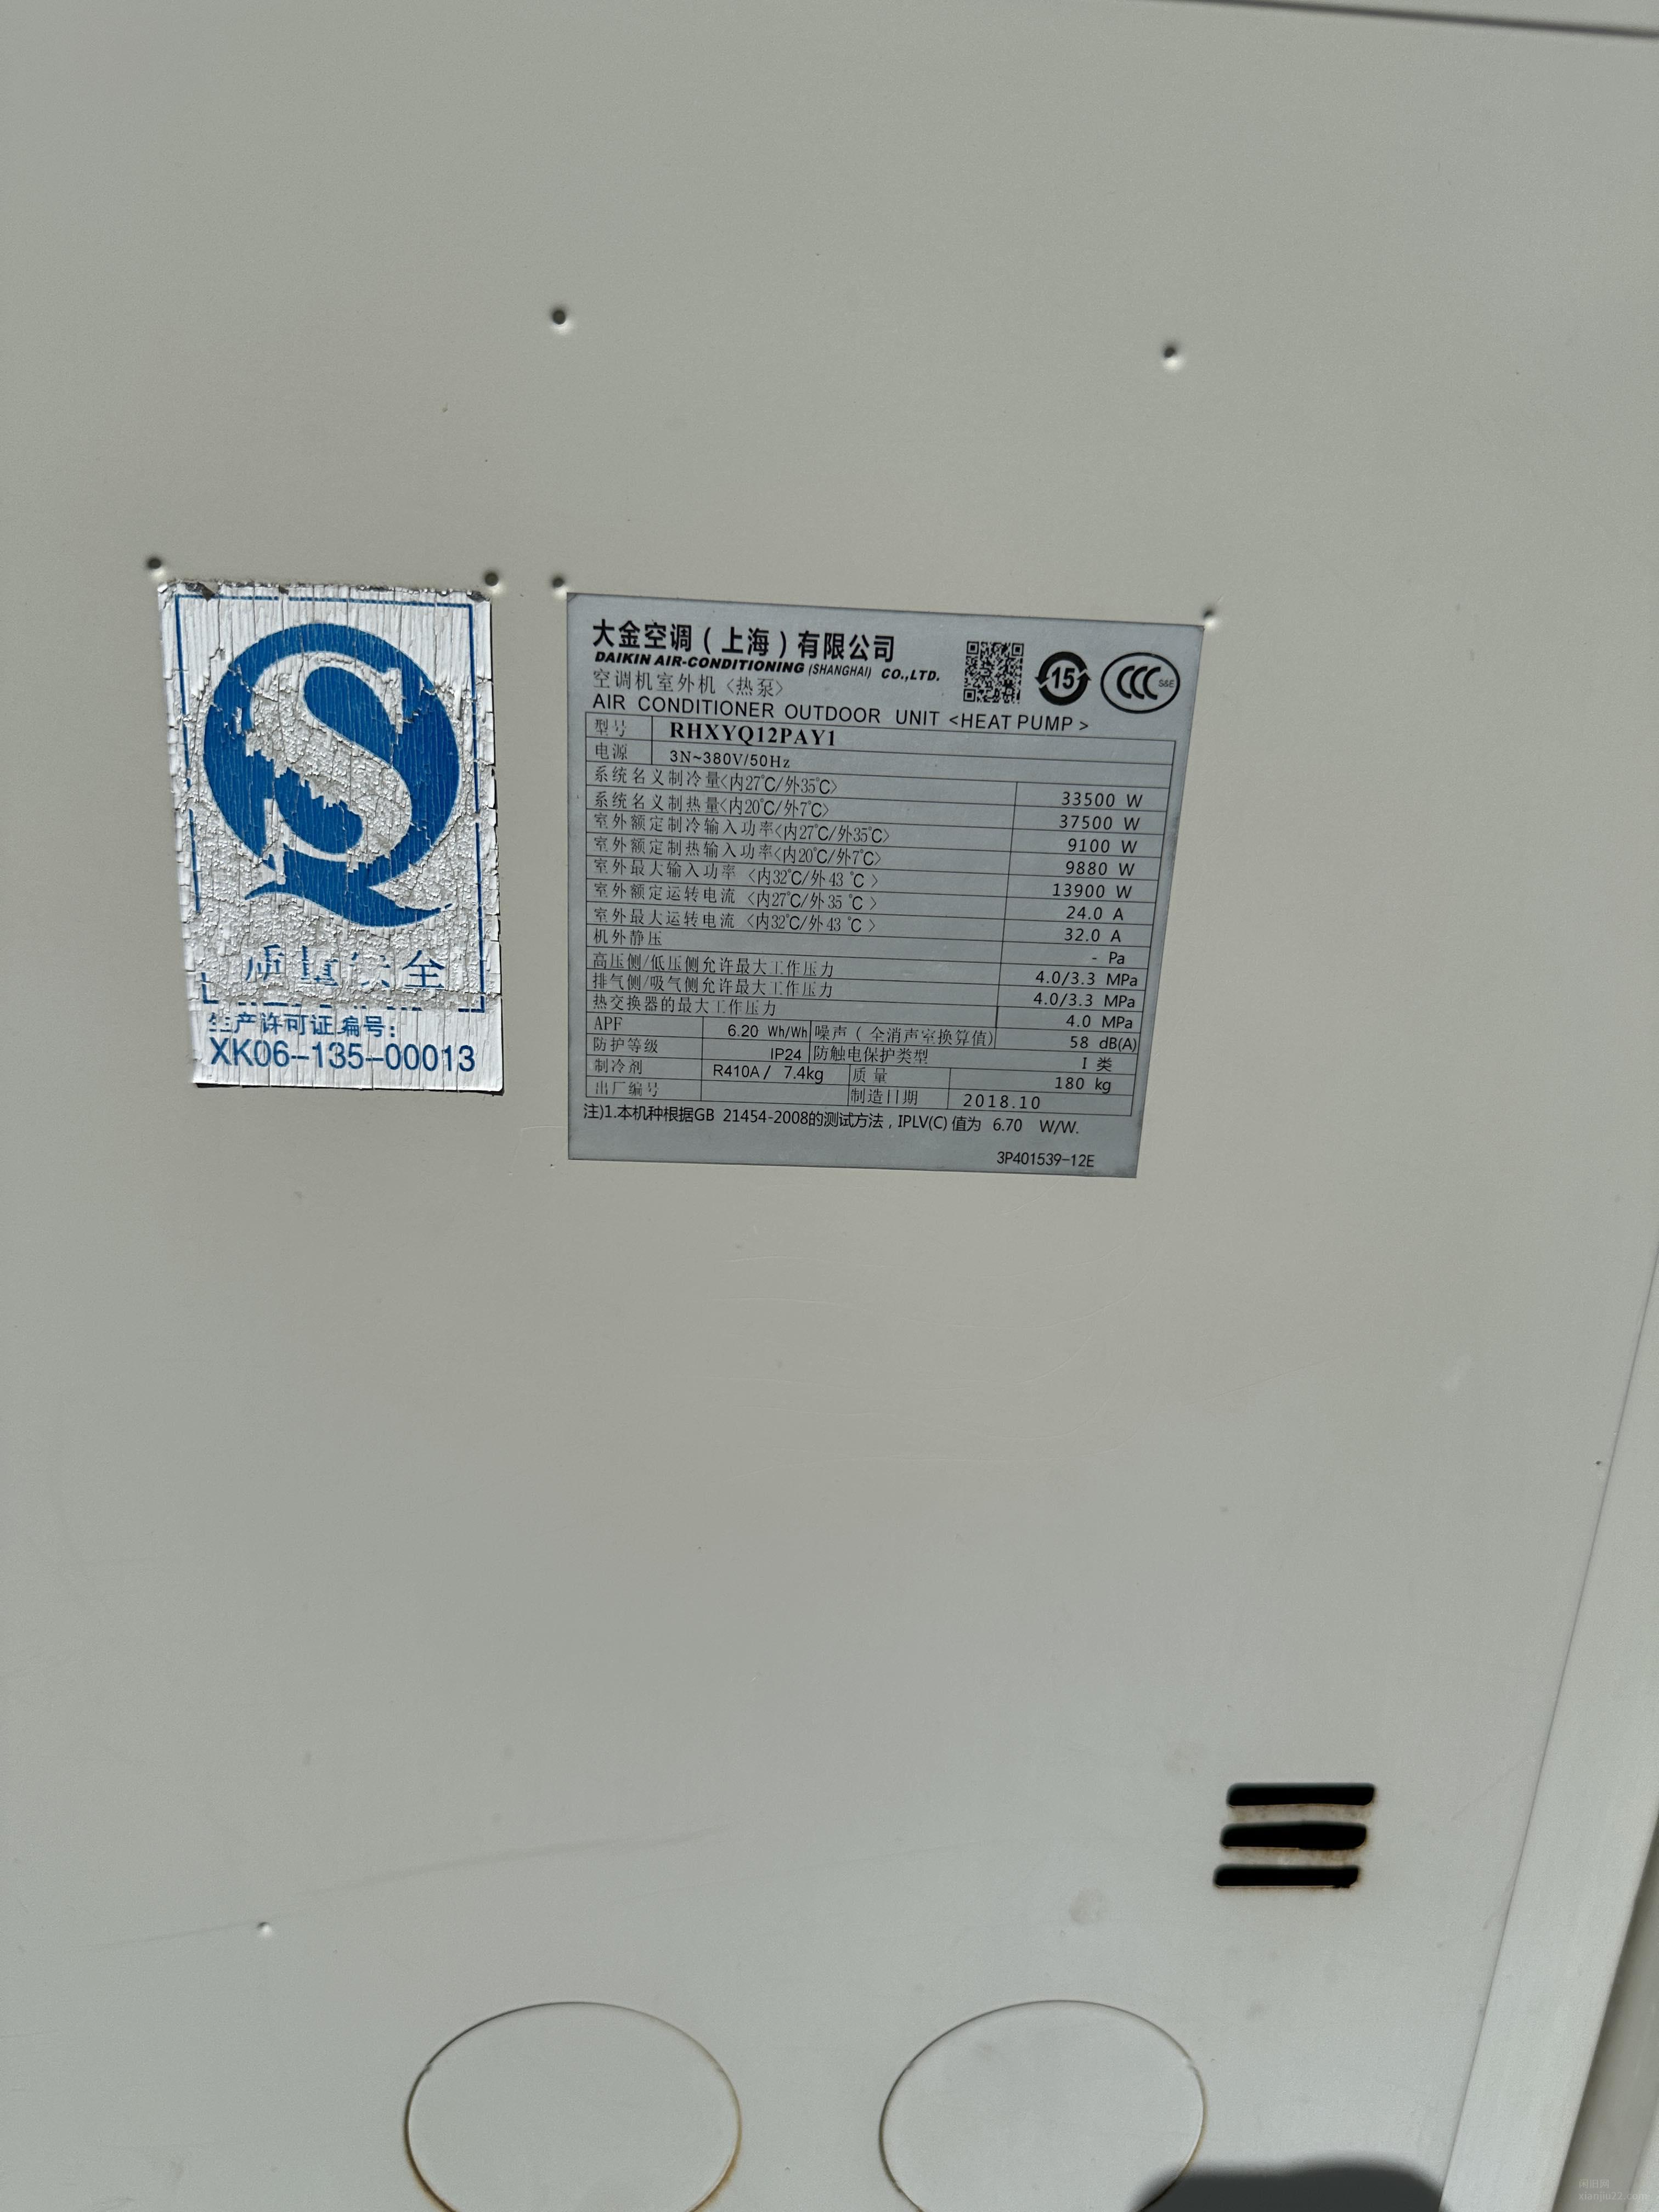 质量安全
生产许可证编号：
XK06-135-00013
大金空调（上海）有限公司
DAIKIN AIR-CONDITIONING (SHANGHAI) CO.,LTD.
空调机室外机〈热泵〉
AIR CONDITIONER OUTDOOR UNIT <HEAT PUMP>
15
CCC S&E
型号 RHXYQ12PAY1
电源 3N~380V/50Hz
系统名义制冷量<内27℃/外35℃> 33500 W
系统名义制热量<内20℃/外7℃> 37500 W
室外额定制冷输入功率<内27℃/外35℃> 9100 W
室外额定制热输入功率<内20℃/外7℃> 9880 W
室外最大输入功率〈内32℃/外43℃〉 13900 W
室外额定运转电流〈内27℃/外35℃〉 24.0 A
室外最大运转电流〈内32℃/外43℃〉 32.0 A
机外静压 - Pa
高压侧/低压侧允许最大工作压力 4.0/3.3 MPa
排气侧/吸气侧允许最大工作压力 4.0/3.3 MPa
热交换器的最大工作压力 4.0 MPa
APF 6.20 Wh/Wh 噪声（全消声室换算值) 58 dB(A)
防护等级 IP24 防触电保护类型 I 类
制冷剂 R410A / 7.4kg 质量 180 kg
出厂编号 制造日期 2018.10
注)1.本机种根据GB 21454-2008的测试方法，IPLV(C) 值为 6.70 W/W.
3P401539-12E
闲旧网
xianjiu22.com